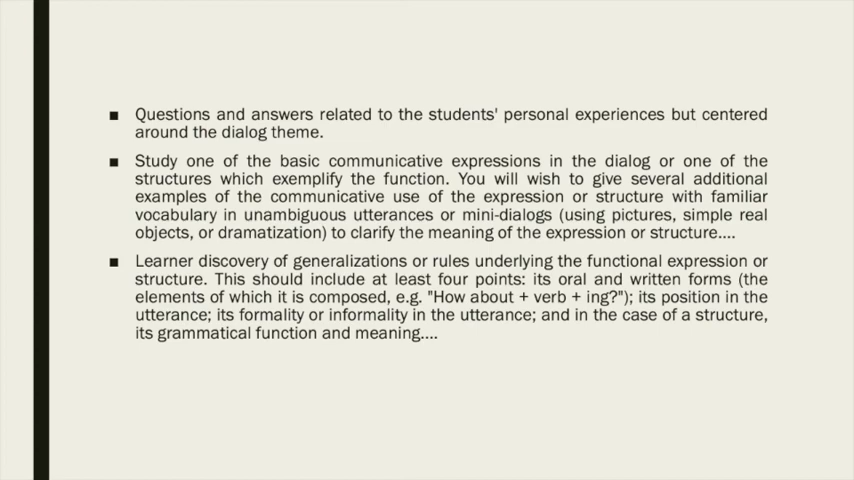 ■ Questions and answers related to the students' personal experiences but centered
around the dialog theme.
■ Study one of the basic communicative expressions in the dialog or one of the
structures which exemplify the function. You will wish to give several additional
examples of the communicative use of the expression or structure with familiar
vocabulary in unambiguous utterances or mini-dialogs (using pictures, simple real
objects, or dramatization) to clarify the meaning of the expression or structure....
■ Learner discovery of generalizations or rules underlying the functional expression or
structure. This should include at least four points: its oral and written forms (the
elements of which it is composed, e.g. "How about + verb + ing?"); its position in the
utterance; its formality or informality in the utterance; and in the case of a structure,
its grammatical function and meaning....